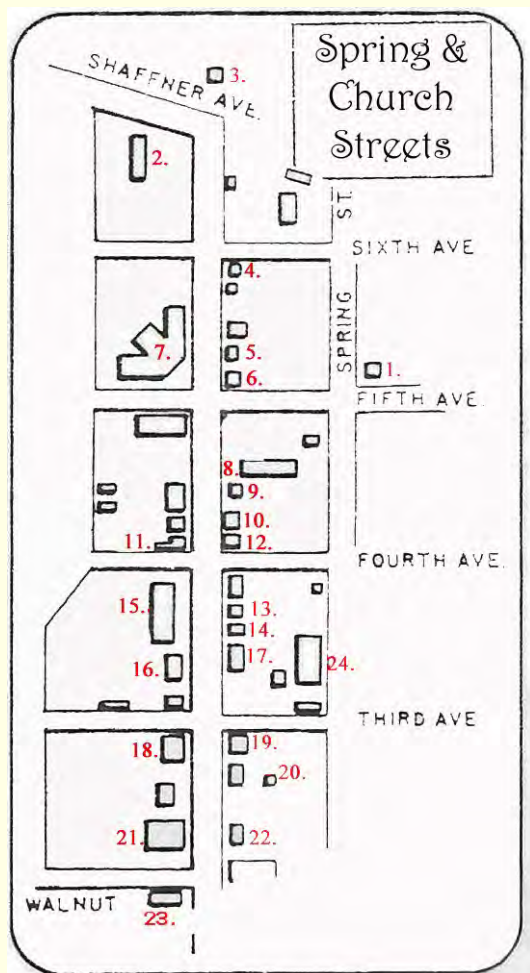 Spring &
Church
Streets
SHAFFNER AVE.
3.
2.
ST.
SIXTH AVE
4.
SPRING
7.
5.
6.
1.
FIFTH AVE.
8.
9.
10.
11.
12.
FOURTH AVE.
15.
13.
14.
16.
17.
24.
THIRD AVE
18.
19.
20.
21.
22.
WALNUT
23.